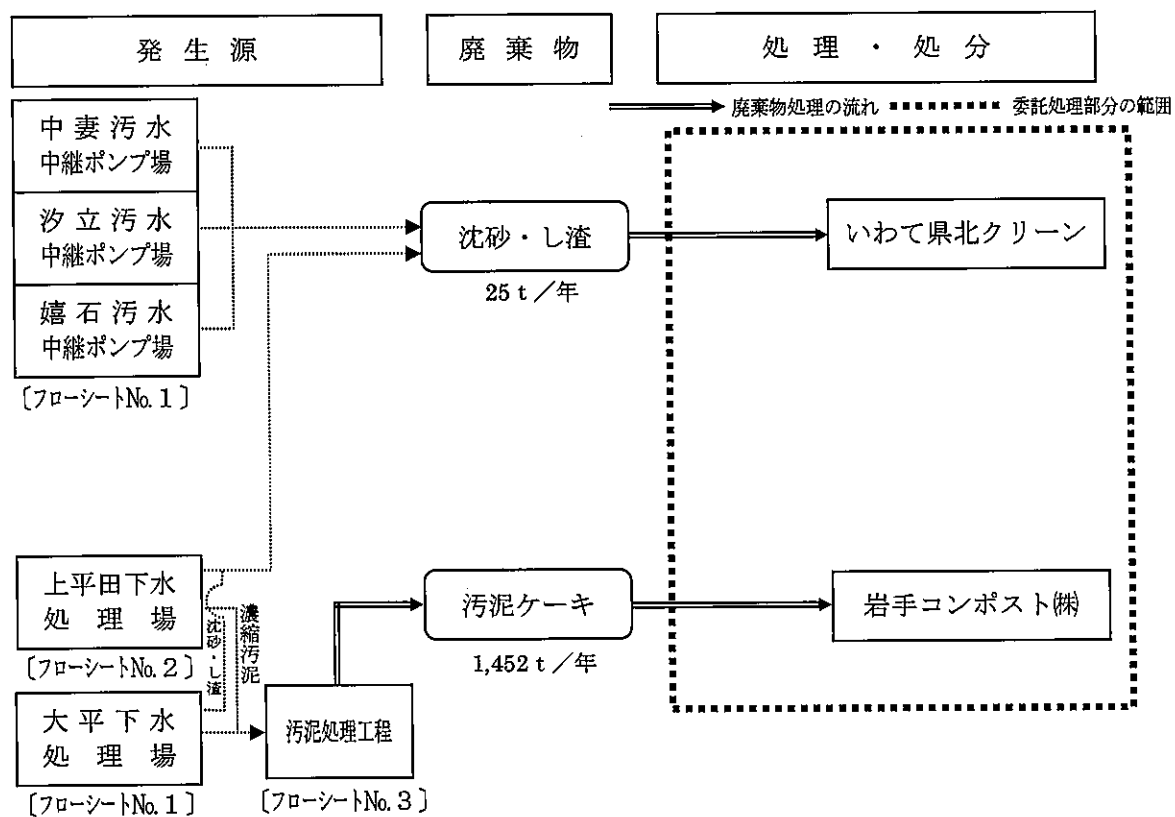 発生源
廃棄物
処理・処分
廃棄物処理の流れ
委託処理部分の範囲
中妻汚水
中継ポンプ場
汐立汚水
中継ポンプ場
嬉石汚水
中継ポンプ場
〔フローシートNo.1〕
沈砂・し渣
25t/年
いわて県北クリーン
上平田下水
処理場
〔フローシートNo.2〕
沈砂・し渣
濃縮汚泥
大平下水
処理場
〔フローシートNo.1〕
汚泥処理工程
〔フローシートNo.3〕
汚泥ケーキ
1,452t/年
岩手コンポスト㈱